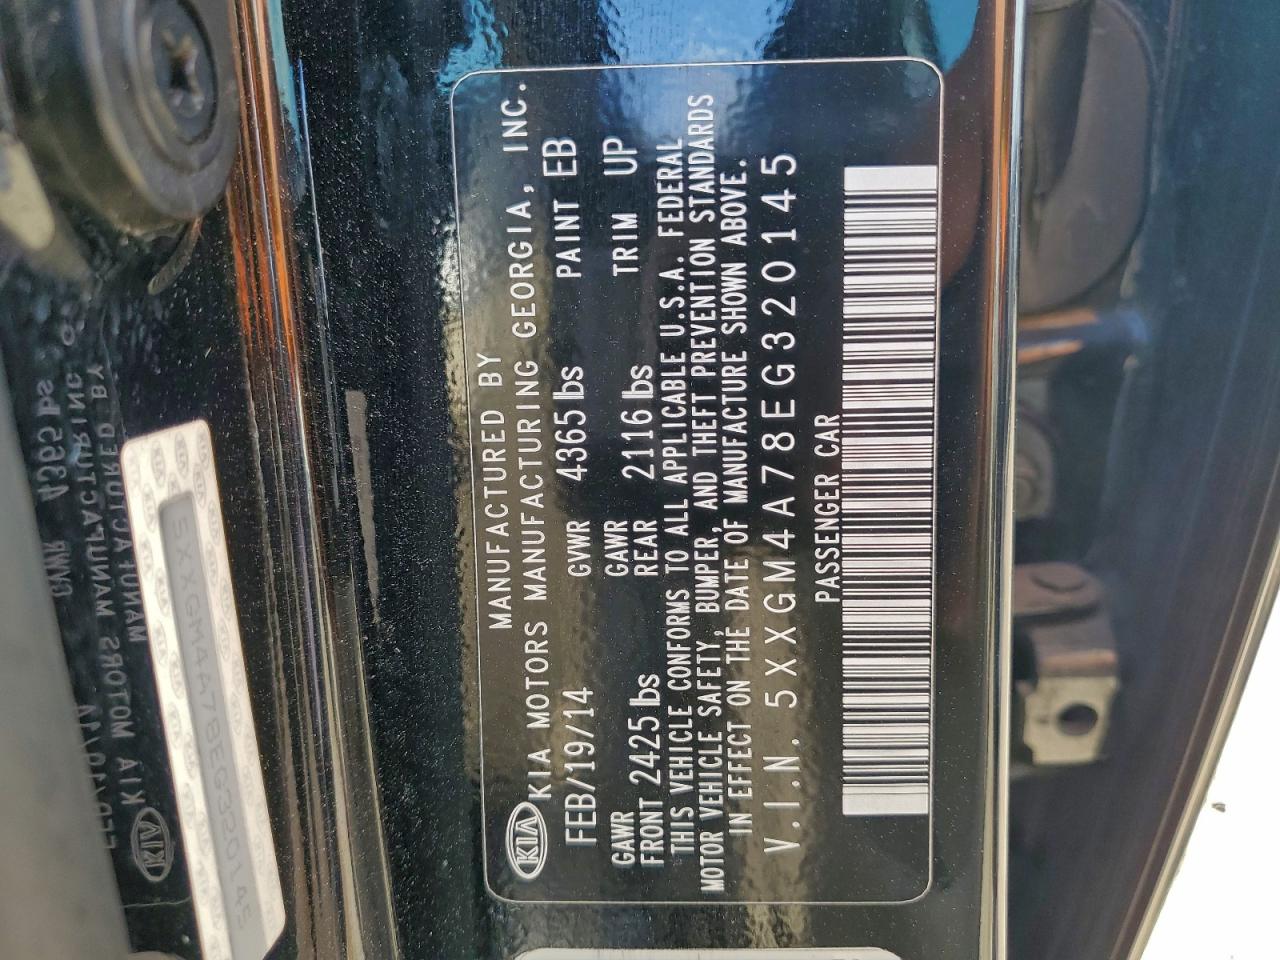 MANUFACTURED BY
KIA KIA MOTORS MANUFACTURING GEORGIA, INC.
FEB/19/14 GVWR 4365 lbs PAINT EB
GAWR FRONT 2425 lbs GAWR REAR 2116 lbs TRIM UP
THIS VEHICLE CONFORMS TO ALL APPLICABLE U.S.A. FEDERAL
MOTOR VEHICLE SAFETY, BUMPER, AND THEFT PREVENTION STANDARDS
IN EFFECT ON THE DATE OF MANUFACTURE SHOWN ABOVE.
V.I.N. 5XXGM4A78EG320145
PASSENGER CAR
5XXGM4A78EG320145